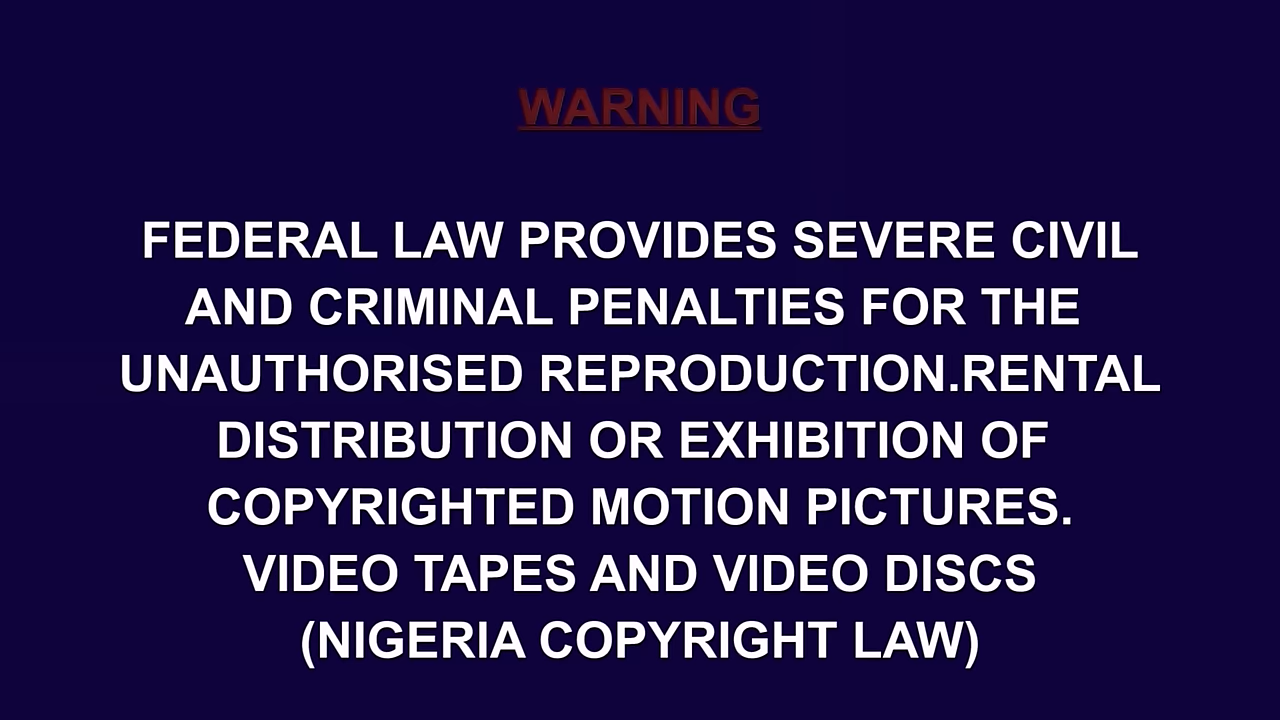 WARNING
FEDERAL LAW PROVIDES SEVERE CIVIL
AND CRIMINAL PENALTIES FOR THE
UNAUTHORISED REPRODUCTION.RENTAL
DISTRIBUTION OR EXHIBITION OF
COPYRIGHTED MOTION PICTURES.
VIDEO TAPES AND VIDEO DISCS
(NIGERIA COPYRIGHT LAW)